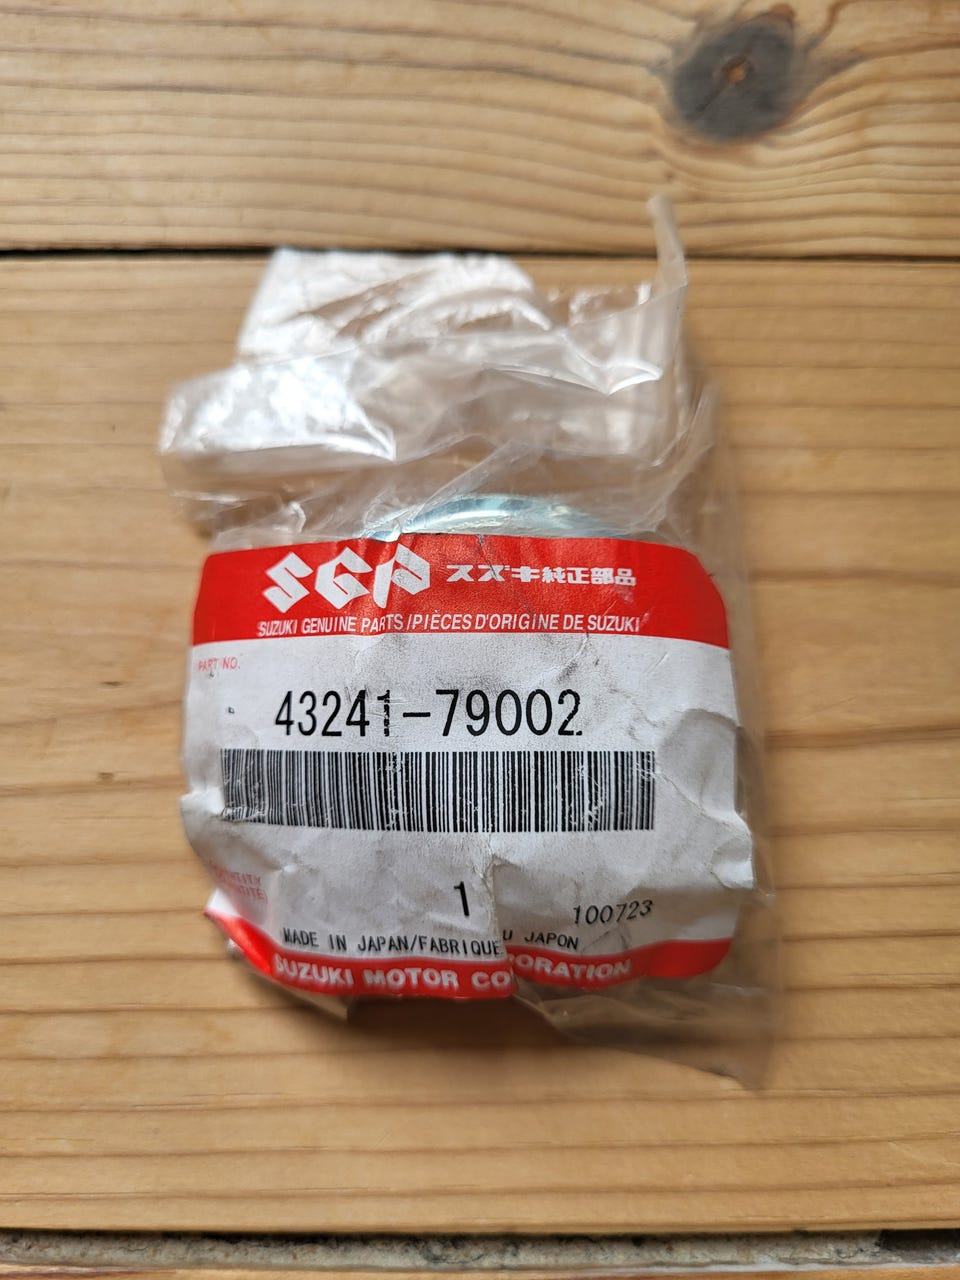 SGP スズキ純正部品
SUZUKI GENUINE PARTS/PIÈCES D'ORIGINE DE SUZUKI
PART NO.
43241-79002
1
100723
MADE IN JAPAN/FABRIQUE U JAPON
SUZUKI MOTOR CO PORATION